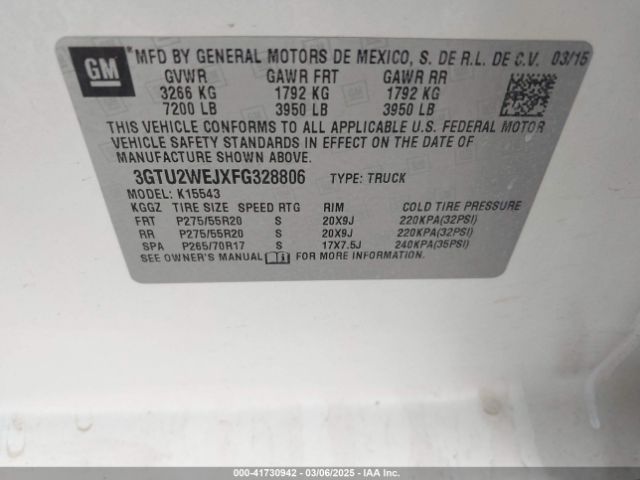 GM
*MFD BY GENERAL MOTORS DE MEXICO, S. DE R.L. DE C.V. 03/15
GVWR GAWR FRT GAWR RR
3266 KG 1792 KG 1792 KG
7200 LB 3950 LB 3950 LB
THIS VEHICLE CONFORMS TO ALL APPLICABLE U.S. FEDERAL MOTOR
VEHICLE SAFETY STANDARDS IN EFFECT ON THE DATE OF
MANUFACTURE SHOWN ABOVE.
3GTU2WEJXFG328806 TYPE: TRUCK
MODEL: K15543
KGGZ TIRE SIZE SPEED RTG RIM COLD TIRE PRESSURE
FRT P275/55R20 S 20X9J 220KPA(32PSI)
RR P275/55R20 S 20X9J 220KPA(32PSI)
SPA P265/70R17 S 17X7.5J 240KPA(35PSI)
SEE OWNER'S MANUAL FOR MORE INFORMATION.
000-41730942 — 03/06/2025 — IAA Inc.